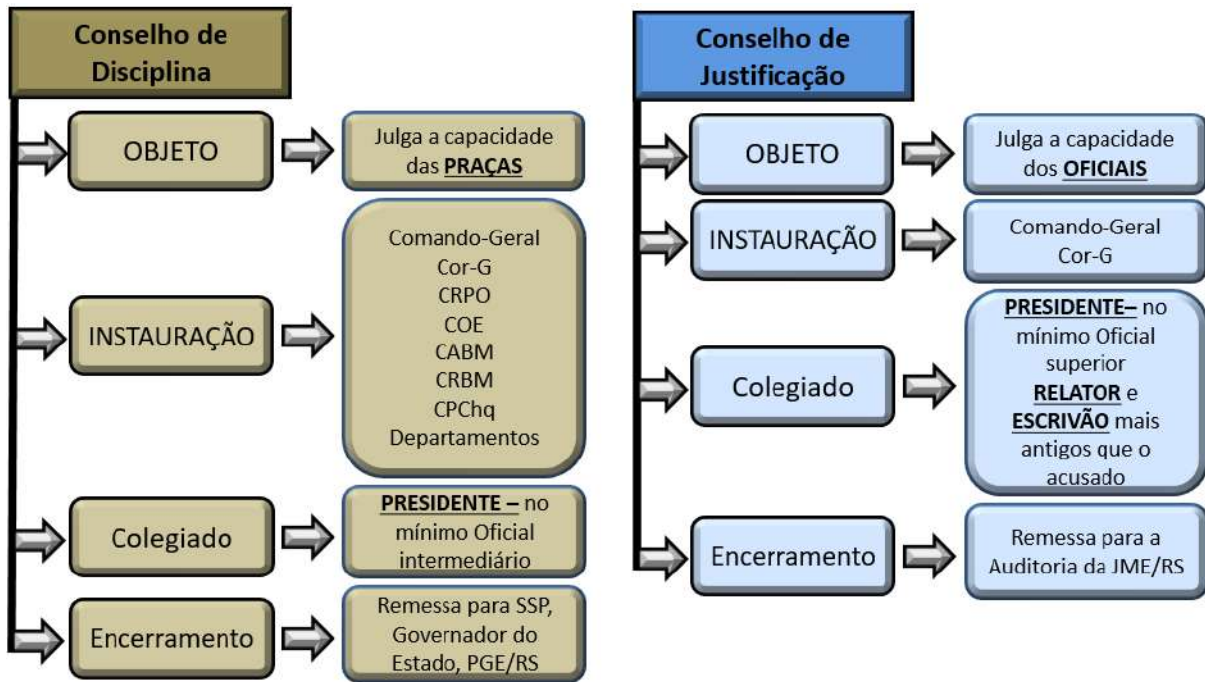 Conselho de
Disciplina
OBJETO
Julga a capacidade
das PRAÇAS
INSTAURAÇÃO
Comando-Geral
Cor-G
CRPO
COE
CABM
CRBM
CPChq
Departamentos
Colegiado
PRESIDENTE – no
mínimo Oficial
intermediário
Encerramento
Remessa para SSP,
Governador do
Estado, PGE/RS
Conselho de
Justificação
OBJETO
Julga a capacidade
dos OFICIAIS
INSTAURAÇÃO
Comando-Geral
Cor-G
Colegiado
PRESIDENTE– no
mínimo Oficial
superior
RELATOR e
ESCRIVÃO mais
antigos que o
acusado
Encerramento
Remessa para a
Auditoria da JME/RS